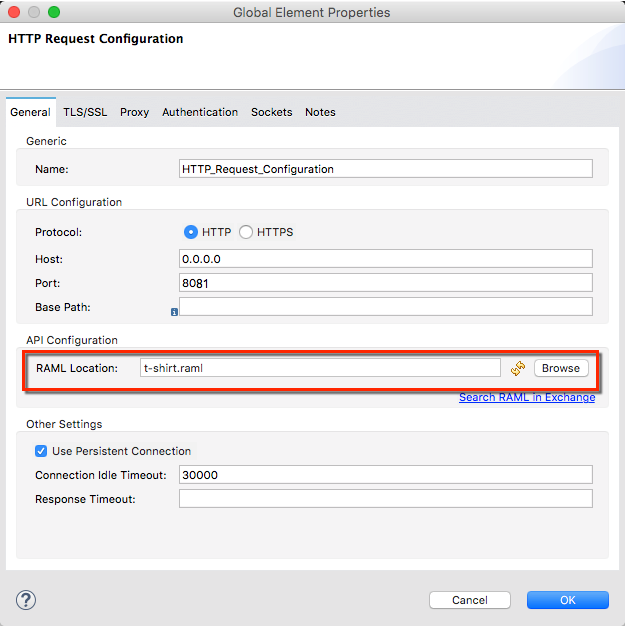 Global Element Properties
HTTP Request Configuration
General TLS/SSL Proxy Authentication Sockets Notes
Generic
Name: HTTP_Request_Configuration
URL Configuration
Protocol: HTTP HTTPS
Host: 0.0.0.0
Port: 8081
Base Path:
API Configuration
RAML Location: t-shirt.raml Browse
Search RAML in Exchange
Other Settings
Use Persistent Connection
Connection Idle Timeout: 30000
Response Timeout:
? Cancel OK